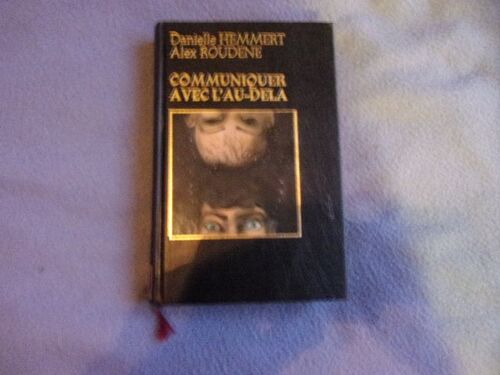 Danielle HEMMERT
Alex ROUDENE
COMMUNIQUER
AVEC L'AU-DELA